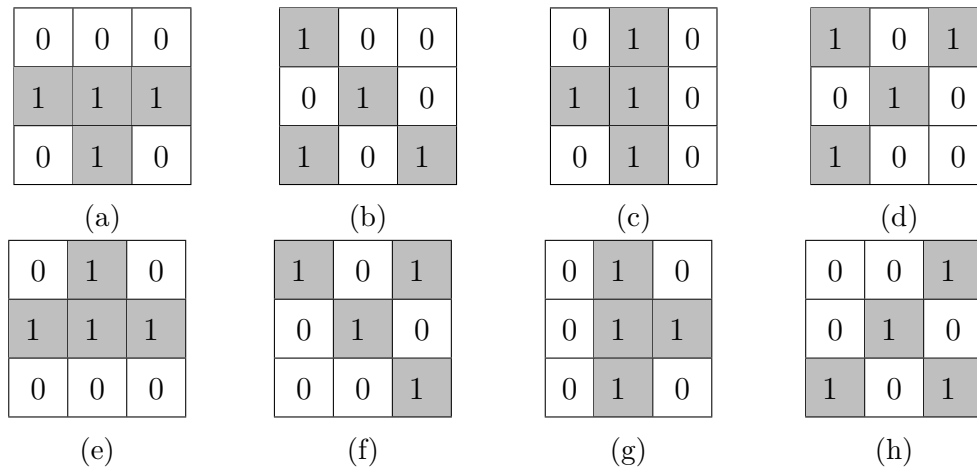 0 0 0 1 0 0 0 1 0 1 0 1
1 1 1 0 1 0 1 1 0 0 1 0
0 1 0 1 0 1 0 1 0 1 0 0
(a) (b) (c) (d)
0 1 0 1 0 1 0 1 0 0 0 1
1 1 1 0 1 0 0 1 1 0 1 0
0 0 0 0 0 1 0 1 0 1 0 1
(e) (f) (g) (h)